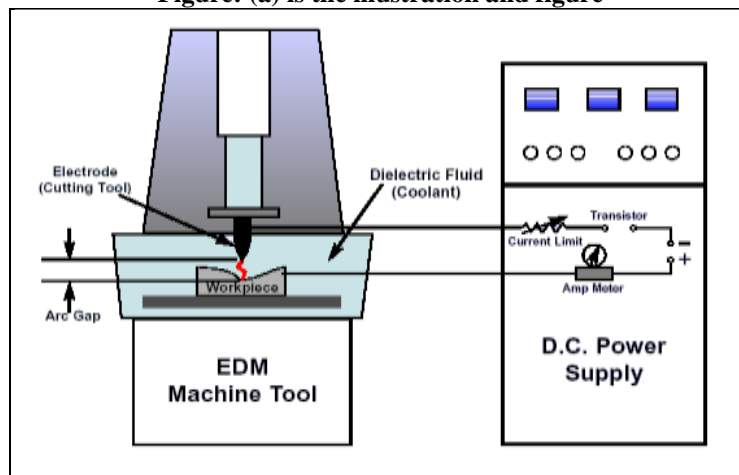 Figure: (a) is the illustration and figure
Electrode
(Cutting Tool)
Dielectric Fluid
(Coolant)
Transistor
Current Limit
−
+
Amp Meter
Workpiece
Arc Gap
EDM
Machine Tool
D.C. Power
Supply